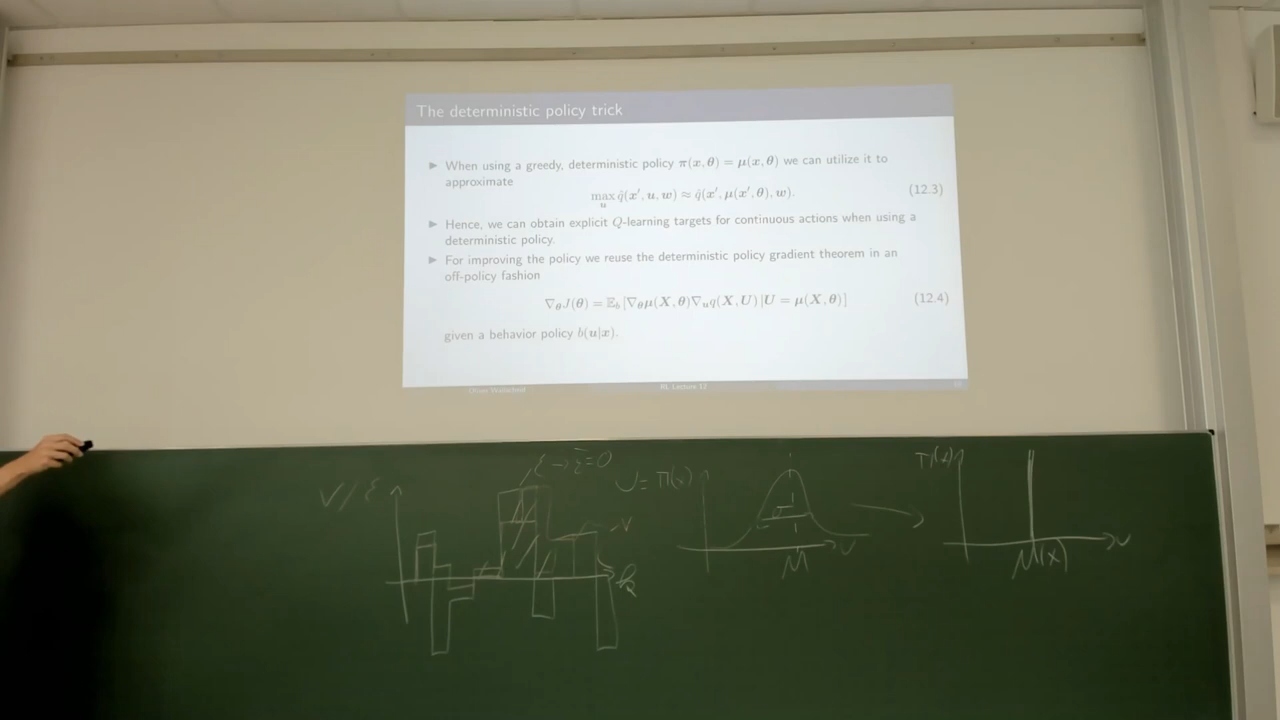 The deterministic policy trick
► When using a greedy, deterministic policy π(x, θ) = μ(x, θ) we can utilize it to
approximate
max_u q̂(x′, u, w) ≈ q̂(x′, μ(x′, θ), w). (12.3)
► Hence, we can obtain explicit Q-learning targets for continuous actions when using a
deterministic policy.
► For improving the policy we reuse the deterministic policy gradient theorem in an
off-policy fashion
∇_θ J(θ) = 𝔼_b [∇_θ μ(X, θ)∇_u q(X, U)|U = μ(X, θ)] (12.4)
given a behavior policy b(u|x).
RL Lecture 12
U = π(x)
μ
μ(x)